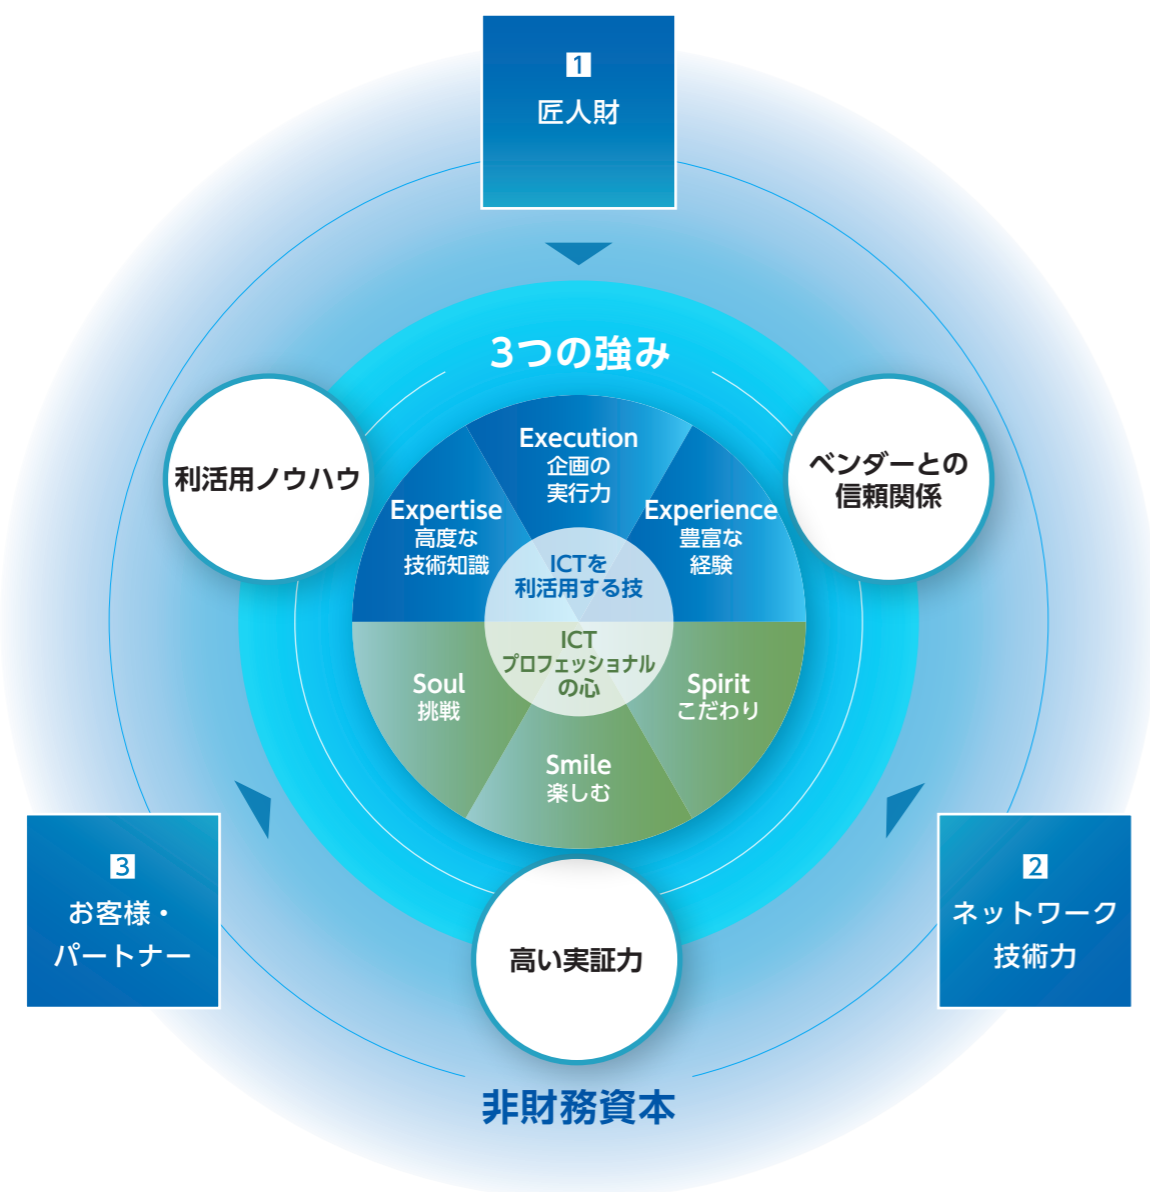 1
匠人財
3つの強み
利活用ノウハウ
ベンダーとの
信頼関係
Execution
企画の
実行力
Expertise
高度な
技術知識
Experience
豊富な
経験
ICTを
利活用する技
ICT
プロフェッショナル
の心
Soul
挑戦
Spirit
こだわり
Smile
楽しむ
3
お客様・
パートナー
2
ネットワーク
技術力
高い実証力
非財務資本